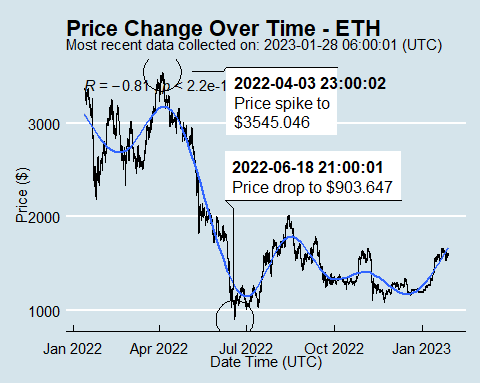 Price Change Over Time - ETH
Most recent data collected on: 2023-01-28 06:00:01 (UTC)
R = −0.81 p < 2.2e-1
2022-04-03 23:00:02
Price spike to
$3545.046
2022-06-18 21:00:01
Price drop to $903.647
Price ($)
3000
2000
1000
Jan 2022 Apr 2022 Jul 2022 Oct 2022 Jan 2023
Date Time (UTC)